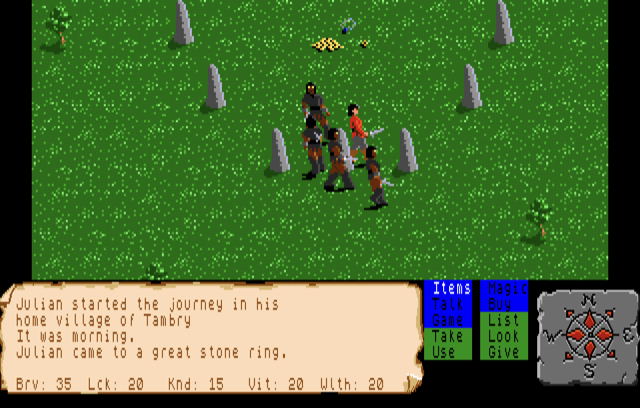 Julian started the journey in his
home village of Tambry
It was morning.
Julian came to a great stone ring.
Brv: 35 Lck: 20 Knd: 15 Vit: 20 Wlth: 20
Items Magic
Talk Buy
Game List
Take Look
Use Give
N
W E
S